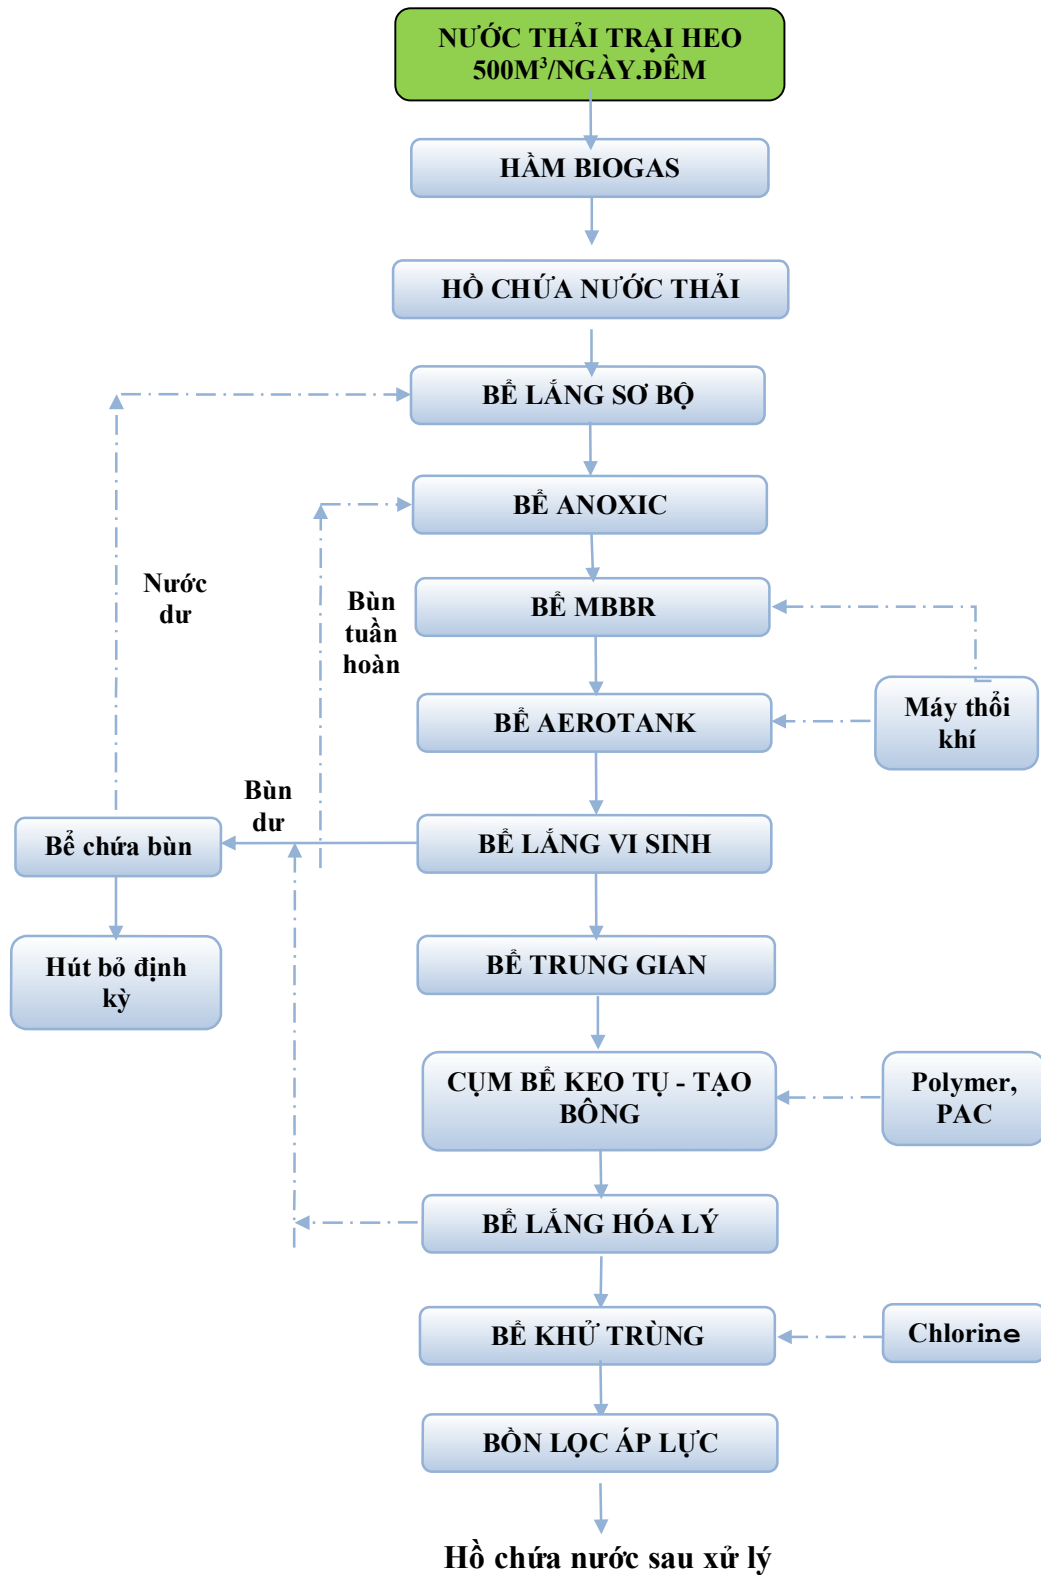 NƯỚC THẢI TRẠI HEO
500M³/NGÀY.ĐÊM
HẦM BIOGAS
HỒ CHỨA NƯỚC THẢI
BỂ LẮNG SƠ BỘ
BỂ ANOXIC
Nước
dư
Bùn
tuần
hoàn
BỂ MBBR
BỂ AEROTANK
Máy thổi
khí
Bùn
dư
Bể chứa bùn
BỂ LẮNG VI SINH
Hút bỏ định
kỳ
BỂ TRUNG GIAN
CỤM BỂ KEO TỤ - TẠO
BÔNG
Polymer,
PAC
BỂ LẮNG HÓA LÝ
BỂ KHỬ TRÙNG
Chlorine
BỒN LỌC ÁP LỰC
Hồ chứa nước sau xử lý